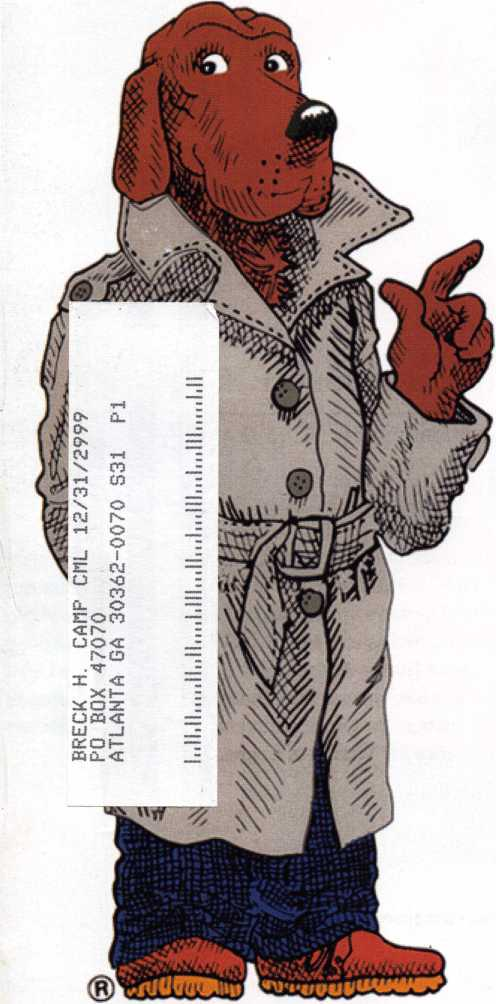 BRECK H. CAMP CML 12/31/2999
PO BOX 47070
ATLANTA GA 30362-0070 S31 P1
®